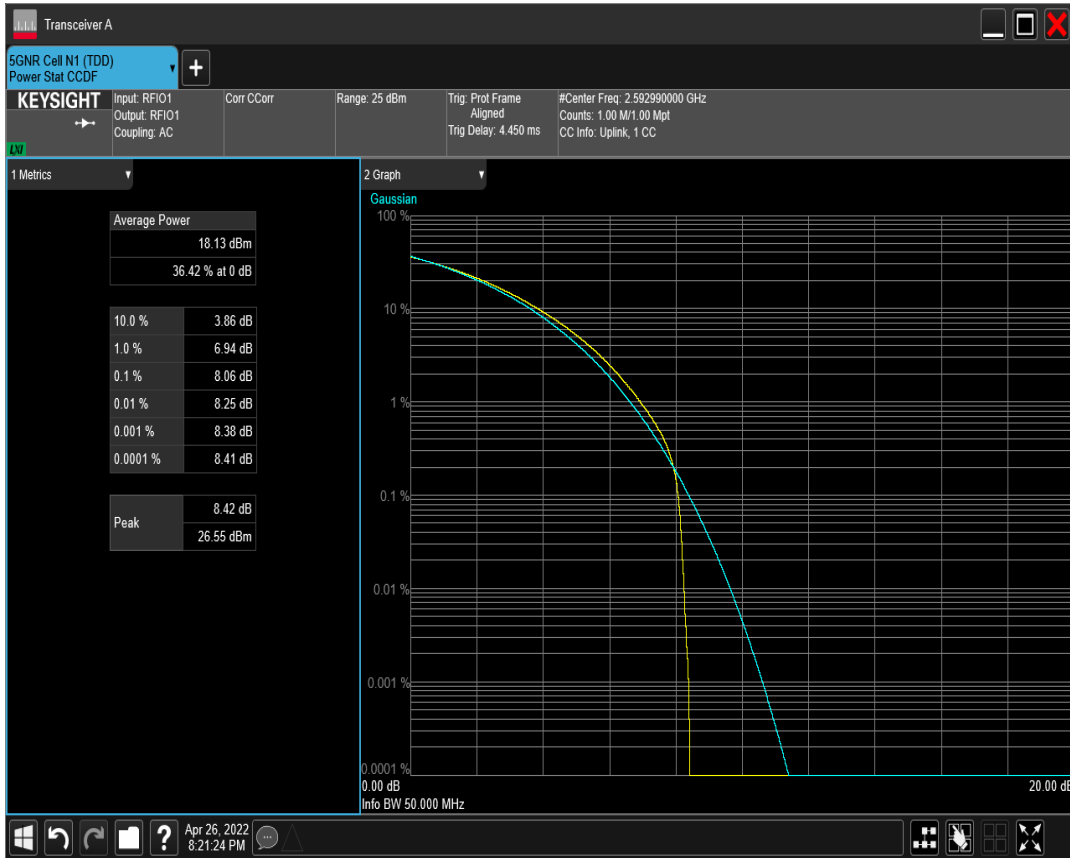 Transceiver A
5GNR Cell N1 (TDD)
Power Stat CCDF
+
KEYSIGHT
LXI
Input: RFIO1
Output: RFIO1
Coupling: AC
Corr CCorr
Range: 25 dBm
Trig: Prot Frame
Aligned
Trig Delay: 4.450 ms
#Center Freq: 2.592990000 GHz
Counts: 1.00 M/1.00 Mpt
CC Info: Uplink, 1 CC
1 Metrics
Average Power
18.13 dBm
36.42 % at 0 dB
10.0 % 3.86 dB
1.0 % 6.94 dB
0.1 % 8.06 dB
0.01 % 8.25 dB
0.001 % 8.38 dB
0.0001 % 8.41 dB
Peak
8.42 dB
26.55 dBm
2 Graph
Gaussian
100 %
10 %
1 %
0.1 %
0.01 %
0.001 %
0.0001 %
0.00 dB 20.00 dB
Info BW 50.000 MHz
? Apr 26, 2022
8:21:24 PM